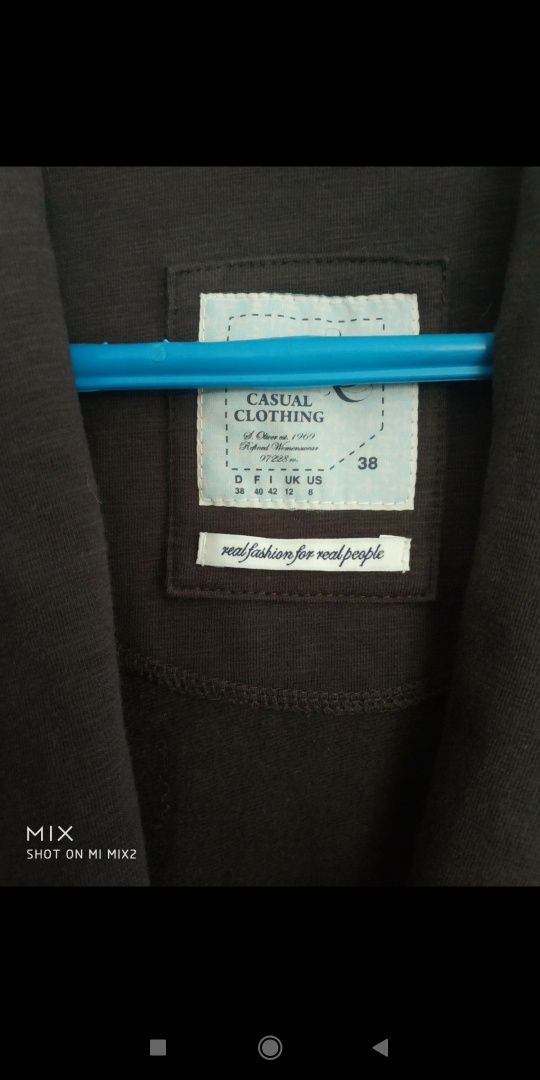 CASUAL
CLOTHING
S. Oliver est. 1969
Refined Womenswear
97228 ro.
38
D F I UK US
38 40 42 12 8
real fashion for real people
MIX
SHOT ON MI MIX2